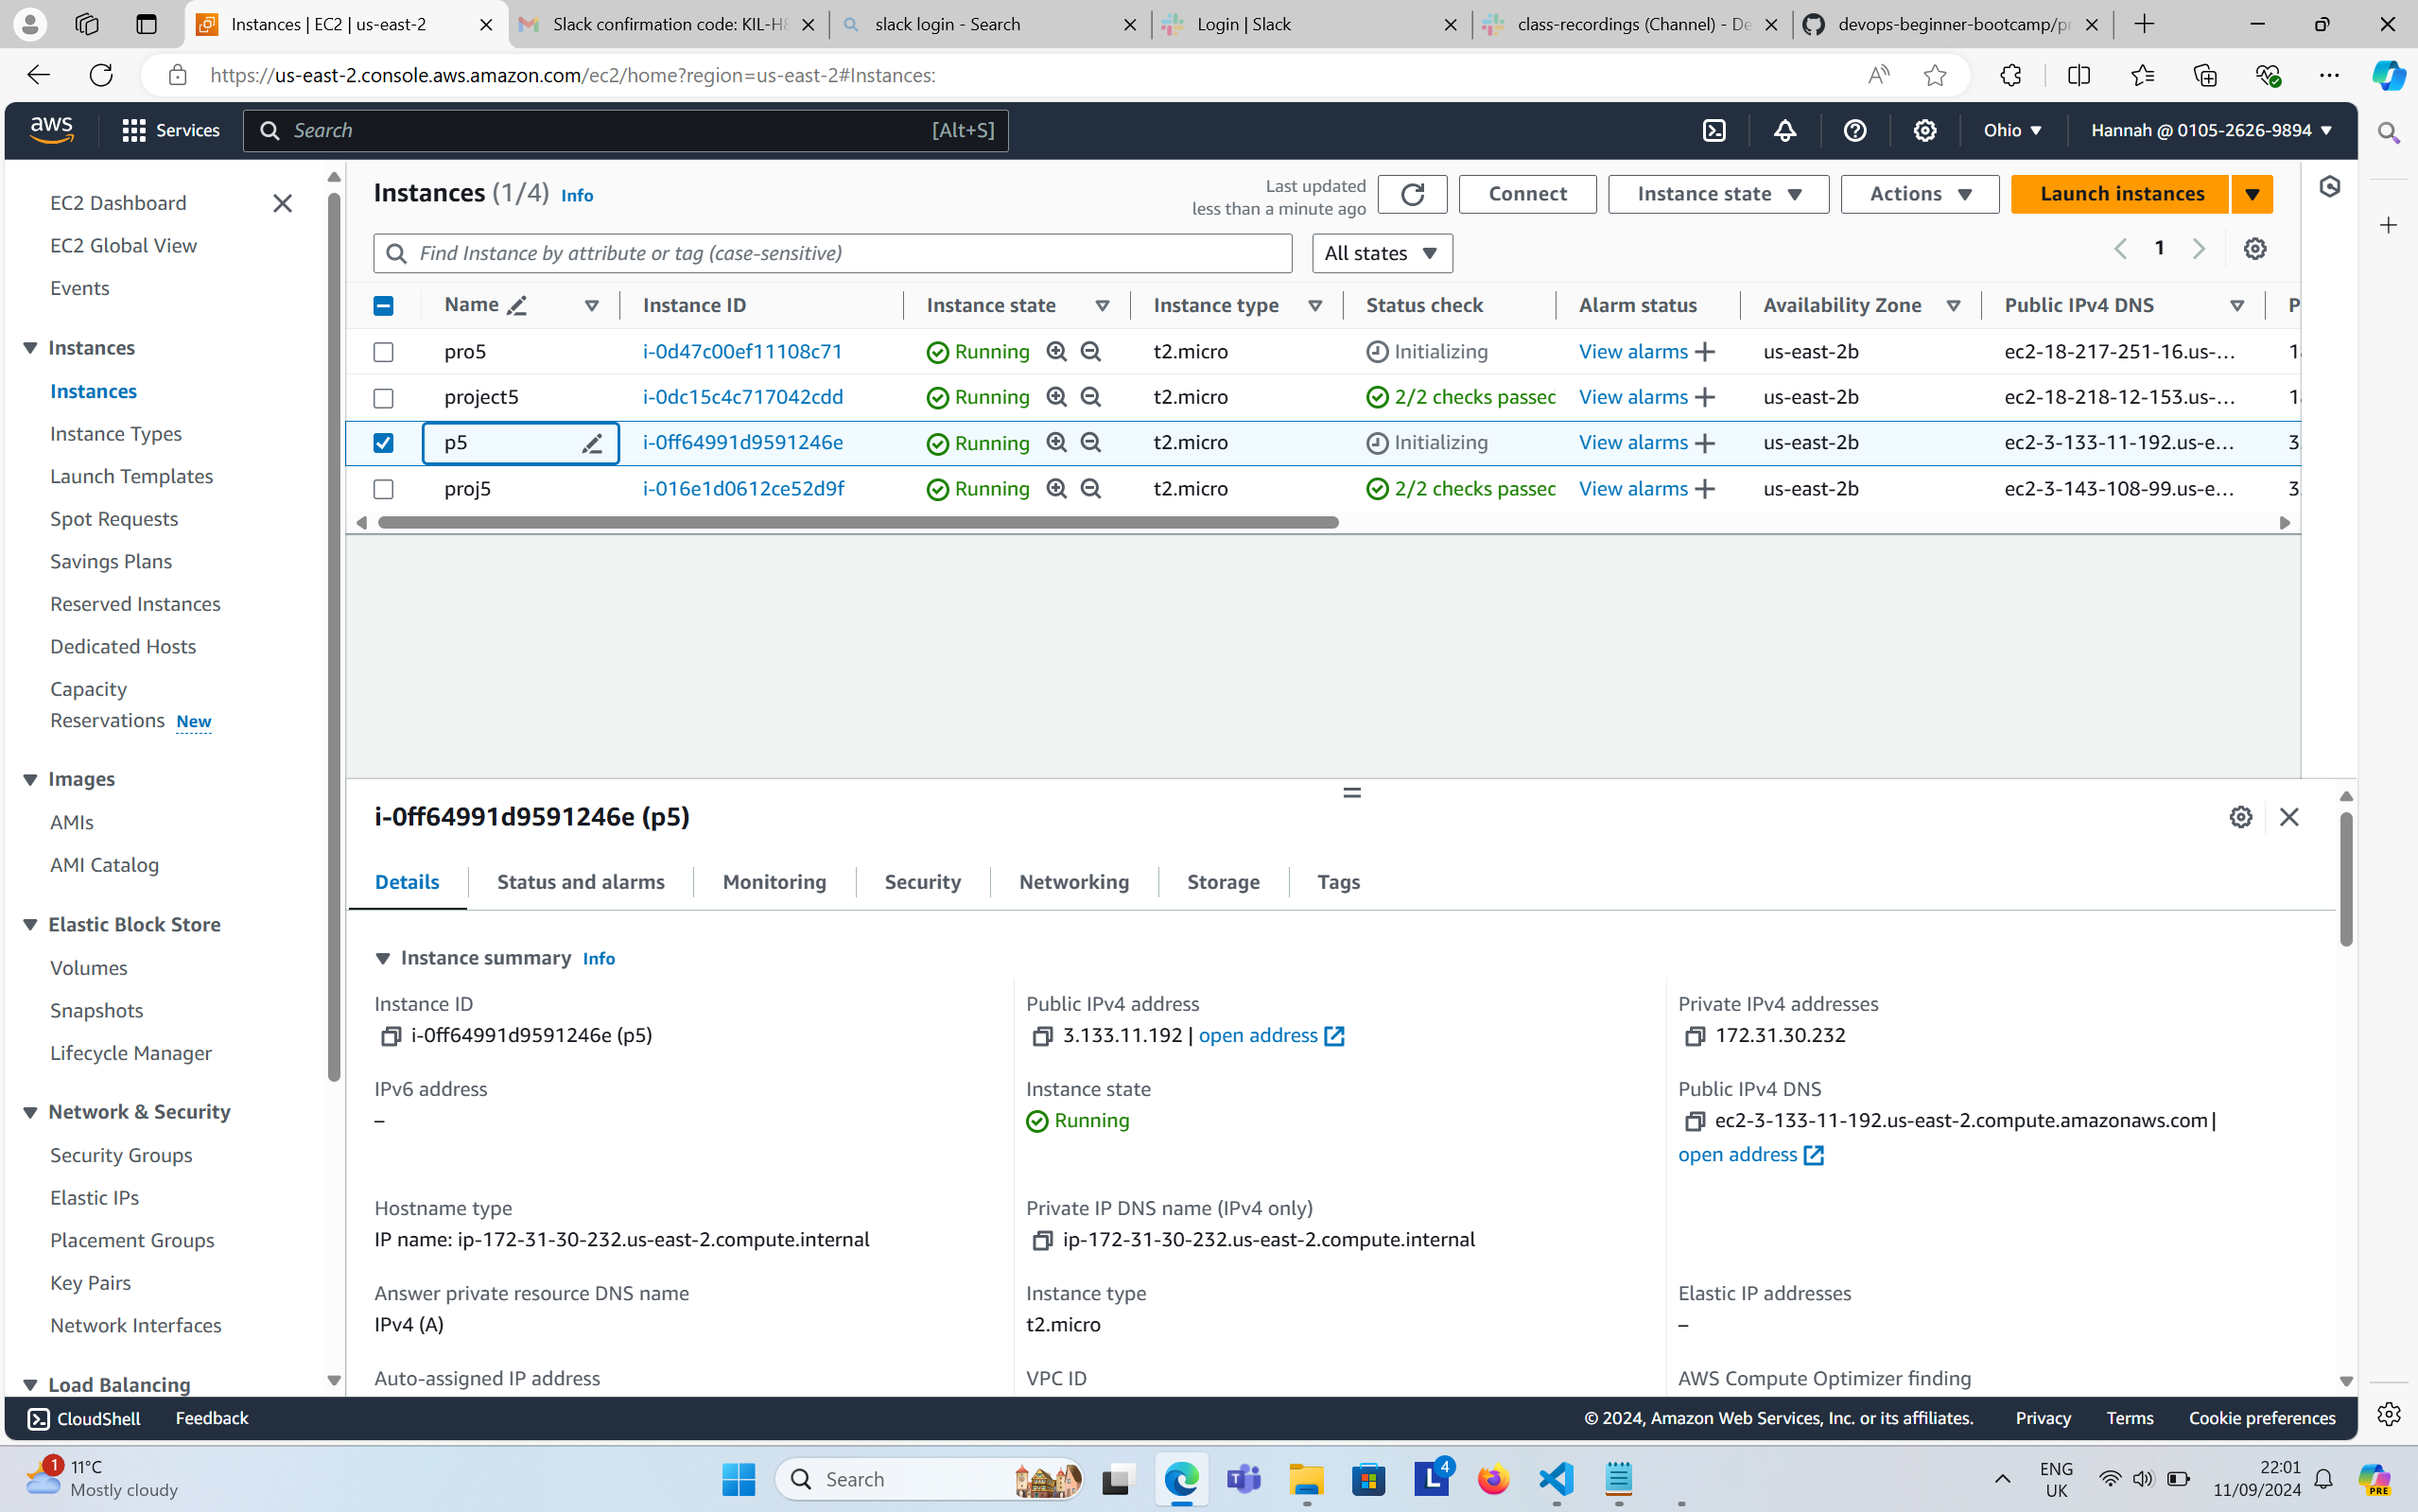 Instances | EC2 | us-east-2
Slack confirmation code: KIL-H8
slack login - Search
Login | Slack
class-recordings (Channel) - De
devops-beginner-bootcamp/pr
https://us-east-2.console.aws.amazon.com/ec2/home?region=us-east-2#Instances:
aws
Services
Search
[Alt+S]
Ohio
Hannah @ 0105-2626-9894
EC2 Dashboard
EC2 Global View
Events
Instances
Instances
Instance Types
Launch Templates
Spot Requests
Savings Plans
Reserved Instances
Dedicated Hosts
Capacity
Reservations New
Images
AMIs
AMI Catalog
Elastic Block Store
Volumes
Snapshots
Lifecycle Manager
Network & Security
Security Groups
Elastic IPs
Placement Groups
Key Pairs
Network Interfaces
Load Balancing
Instances (1/4) Info
Last updated
less than a minute ago
Connect
Instance state
Actions
Launch instances
Find Instance by attribute or tag (case-sensitive)
All states
1
Name Instance ID Instance state Instance type Status check Alarm status Availability Zone Public IPv4 DNS P
pro5 i-0d47c00ef11108c71 Running t2.micro Initializing View alarms us-east-2b ec2-18-217-251-16.us-...
project5 i-0dc15c4c717042cdd Running t2.micro 2/2 checks passec View alarms us-east-2b ec2-18-218-12-153.us-...
p5 i-0ff64991d9591246e Running t2.micro Initializing View alarms us-east-2b ec2-3-133-11-192.us-e... 3.
proj5 i-016e1d0612ce52d9f Running t2.micro 2/2 checks passec View alarms us-east-2b ec2-3-143-108-99.us-e... 3.
i-0ff64991d9591246e (p5)
Details
Status and alarms
Monitoring
Security
Networking
Storage
Tags
Instance summary Info
Instance ID
i-0ff64991d9591246e (p5)
Public IPv4 address
3.133.11.192 | open address
Private IPv4 addresses
172.31.30.232
IPv6 address
–
Instance state
Running
Public IPv4 DNS
ec2-3-133-11-192.us-east-2.compute.amazonaws.com |
open address
Hostname type
IP name: ip-172-31-30-232.us-east-2.compute.internal
Private IP DNS name (IPv4 only)
ip-172-31-30-232.us-east-2.compute.internal
Answer private resource DNS name
IPv4 (A)
Instance type
t2.micro
Elastic IP addresses
–
Auto-assigned IP address
VPC ID
AWS Compute Optimizer finding
CloudShell
Feedback
© 2024, Amazon Web Services, Inc. or its affiliates.
Privacy
Terms
Cookie preferences
1
11°C
Mostly cloudy
Search
4
ENG
UK
22:01
11/09/2024
PRE